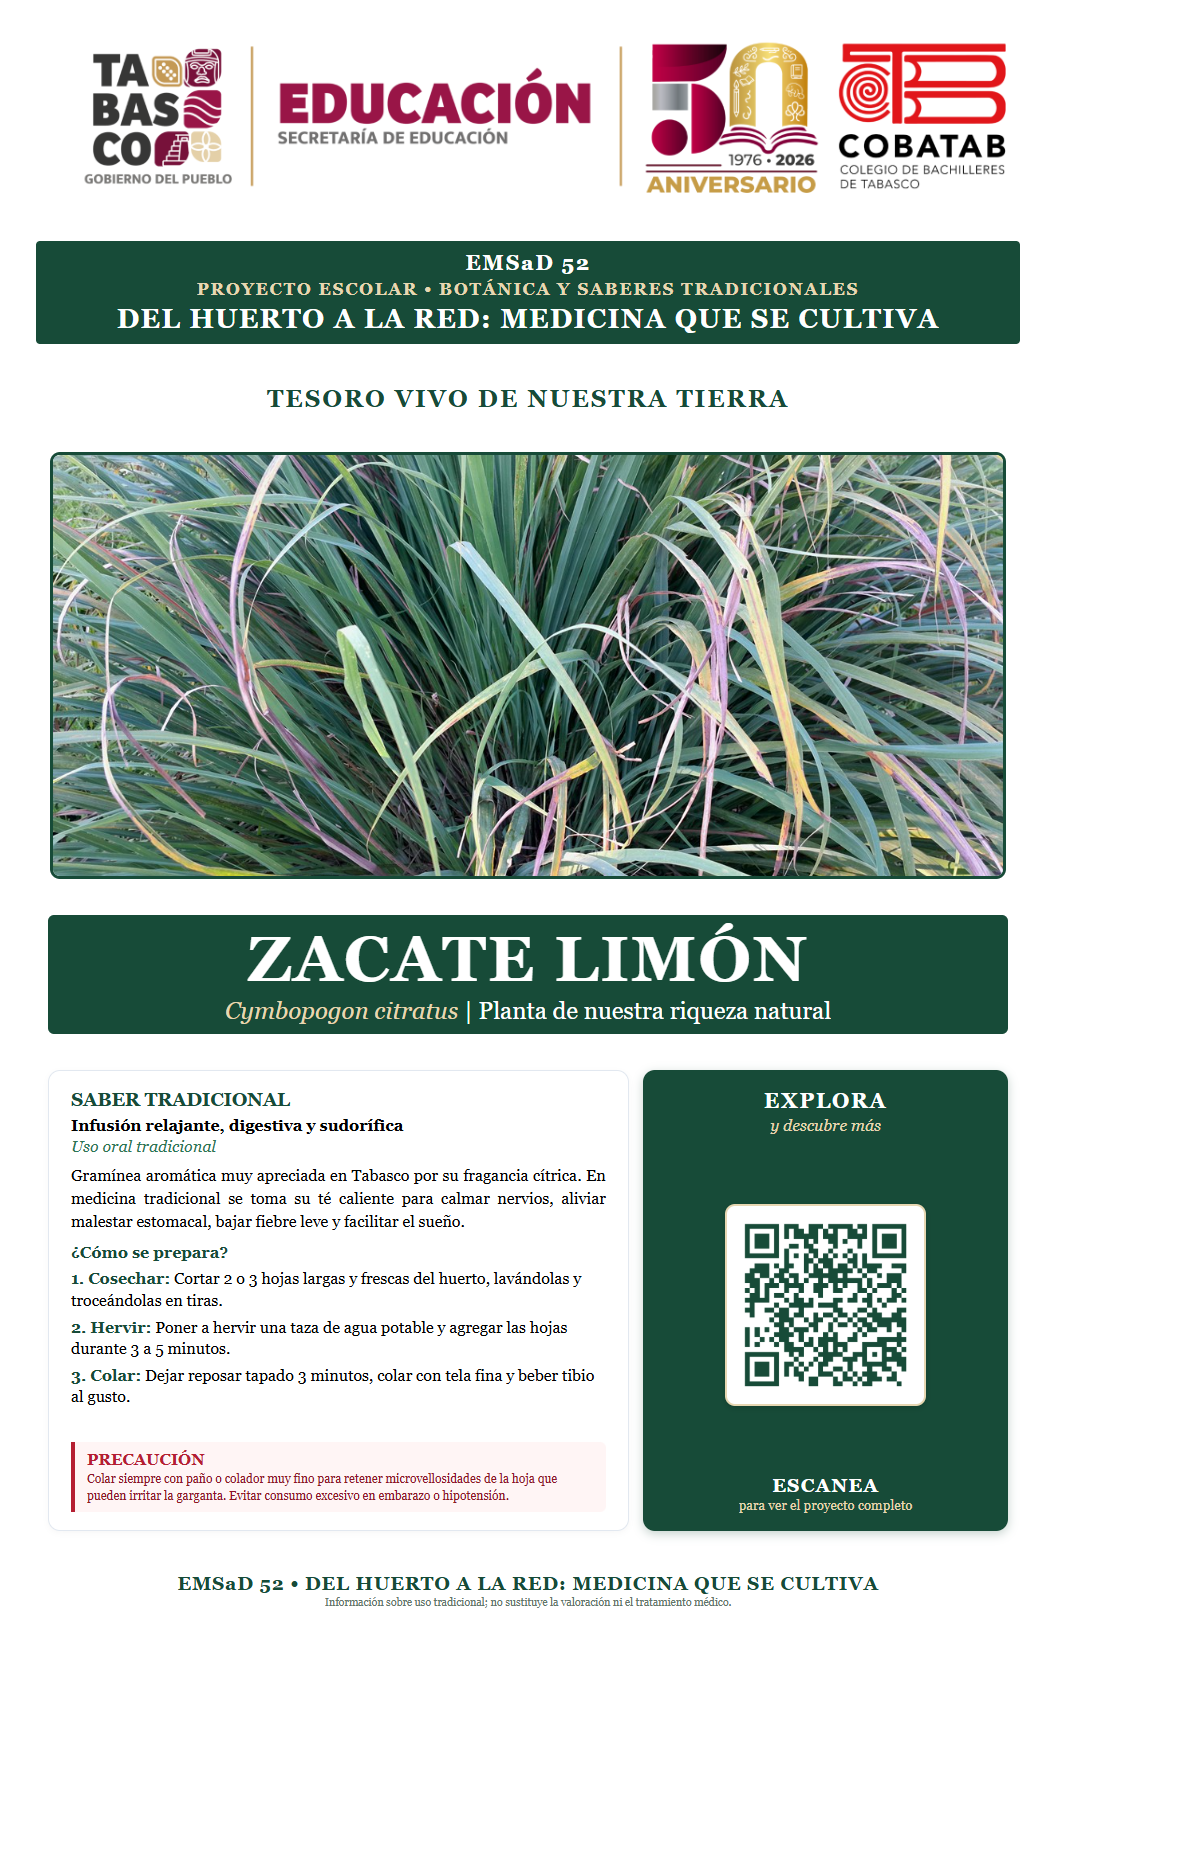 TA
BAS
CO
GOBIERNO DEL PUEBLO
EDUCACIÓN
SECRETARÍA DE EDUCACIÓN
50
1976 • 2026
ANIVERSARIO
COBATAB
COLEGIO DE BACHILLERES
DE TABASCO
EMSaD 52
PROYECTO ESCOLAR • BOTÁNICA Y SABERES TRADICIONALES
DEL HUERTO A LA RED: MEDICINA QUE SE CULTIVA
TESORO VIVO DE NUESTRA TIERRA
ZACATE LIMÓN
Cymbopogon citratus | Planta de nuestra riqueza natural
SABER TRADICIONAL
Infusión relajante, digestiva y sudorífica
Uso oral tradicional
Gramínea aromática muy apreciada en Tabasco por su fragancia cítrica. En
medicina tradicional se toma su té caliente para calmar nervios, aliviar
malestar estomacal, bajar fiebre leve y facilitar el sueño.
¿Cómo se prepara?
1. Cosechar: Cortar 2 o 3 hojas largas y frescas del huerto, lavándolas y
troceándolas en tiras.
2. Hervir: Poner a hervir una taza de agua potable y agregar las hojas
durante 3 a 5 minutos.
3. Colar: Dejar reposar tapado 3 minutos, colar con tela fina y beber tibio
al gusto.
PRECAUCIÓN
Colar siempre con paño o colador muy fino para retener microvellosidades de la hoja que
pueden irritar la garganta. Evitar consumo excesivo en embarazo o hipotensión.
EXPLORA
y descubre más
ESCANEA
para ver el proyecto completo
EMSaD 52 • DEL HUERTO A LA RED: MEDICINA QUE SE CULTIVA
Información sobre uso tradicional; no sustituye la valoración ni el tratamiento médico.